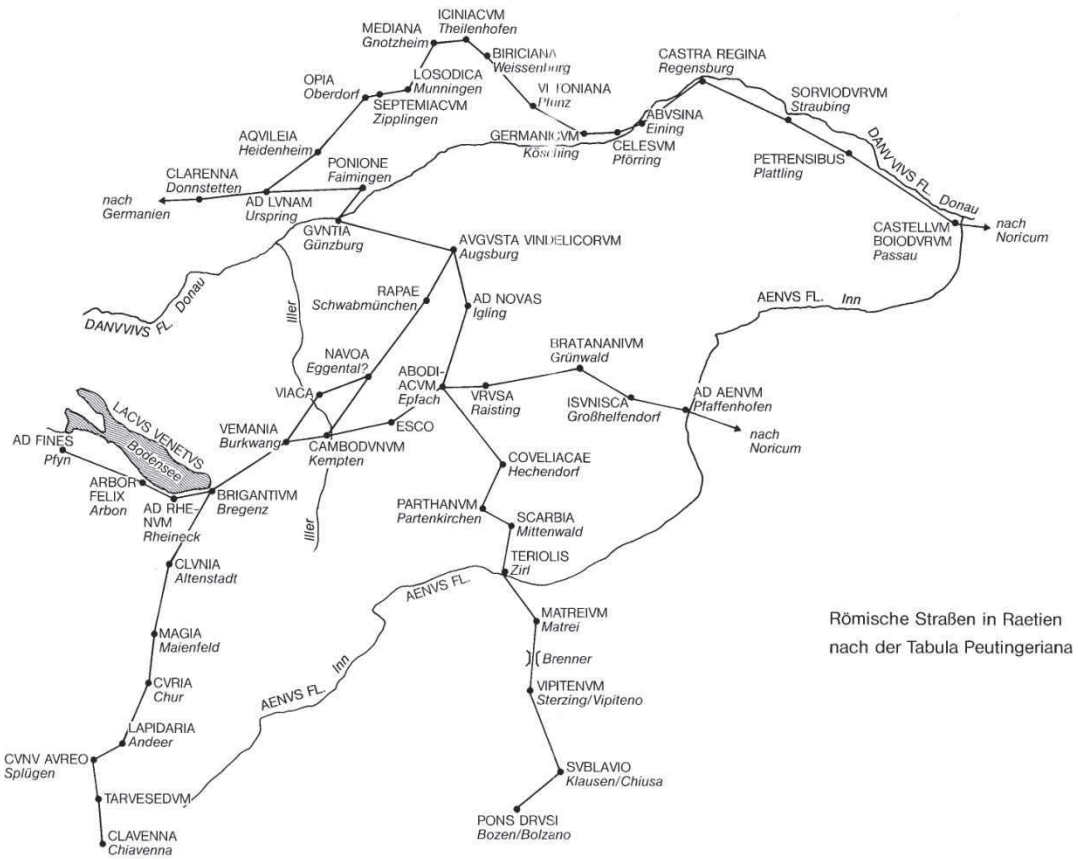 ICINIACVM
Theilenhofen
MEDIANA
Gnotzheim
BIRICIANA
Weissenburg
CASTRA REGINA
Regensburg
OPIA
Oberdorf
LOSODICA
Munningen
SEPTEMIACVM
Zipplingen
SORVIODVRVM
Straubing
ABVSINA
Eining
AQVILEIA
Heidenheim
GERMANICVM
Kösching
CELESVM
Pförring
PETRENSIBUS
Plattling
DANVVIVS FL. Donau
PONIONE
Faimingen
CLARENNA
Donnstetten
nach
Germanien
AD LVNAM
Urspring
GVNTIA
Günzburg
AVGVSTA VINDELICORVM
Augsburg
CASTELLVM
BOIODVRVM
Passau
nach
Noricum
RAPAE
Schwabmünchen
AD NOVAS
Igling
AENVS FL. Inn
DANVVIVS FL. Donau
Iller
NAVOA
Eggental?
BRATANANIVM
Grünwald
ABODI-
ACVM
Epfach
VIACA
VRVSA
Raisting
ISVNISCA
Großhelfendorf
AD AENVM
Pfaffenhofen
nach
Noricum
LACVS VENETVS
Bodensee
AD FINES
Pfyn
VEMANIA
Burkwang
ESCO
CAMBODVNVM
Kempten
COVELIACAE
Hechendorf
ARBOR
FELIX
Arbon
AD RHE-
NVM
Rheineck
BRIGANTIVM
Bregenz
PARTHANVM
Partenkirchen
SCARBIA
Mittenwald
Iller
CLVNIA
Altenstadt
TERIOLIS
Zirl
AENVS FL.
MATREIVM
Matrei
Römische Straßen in Raetien
nach der Tabula Peutingeriana
MAGIA
Maienfeld
Brenner
AENVS FL. Inn
CVRIA
Chur
VIPITENVM
Sterzing/Vipiteno
LAPIDARIA
Andeer
CVNV AVREO
Splügen
SVBLAVIO
Klausen/Chiusa
TARVESEDVM
PONS DRVSI
Bozen/Bolzano
CLAVENNA
Chiavenna